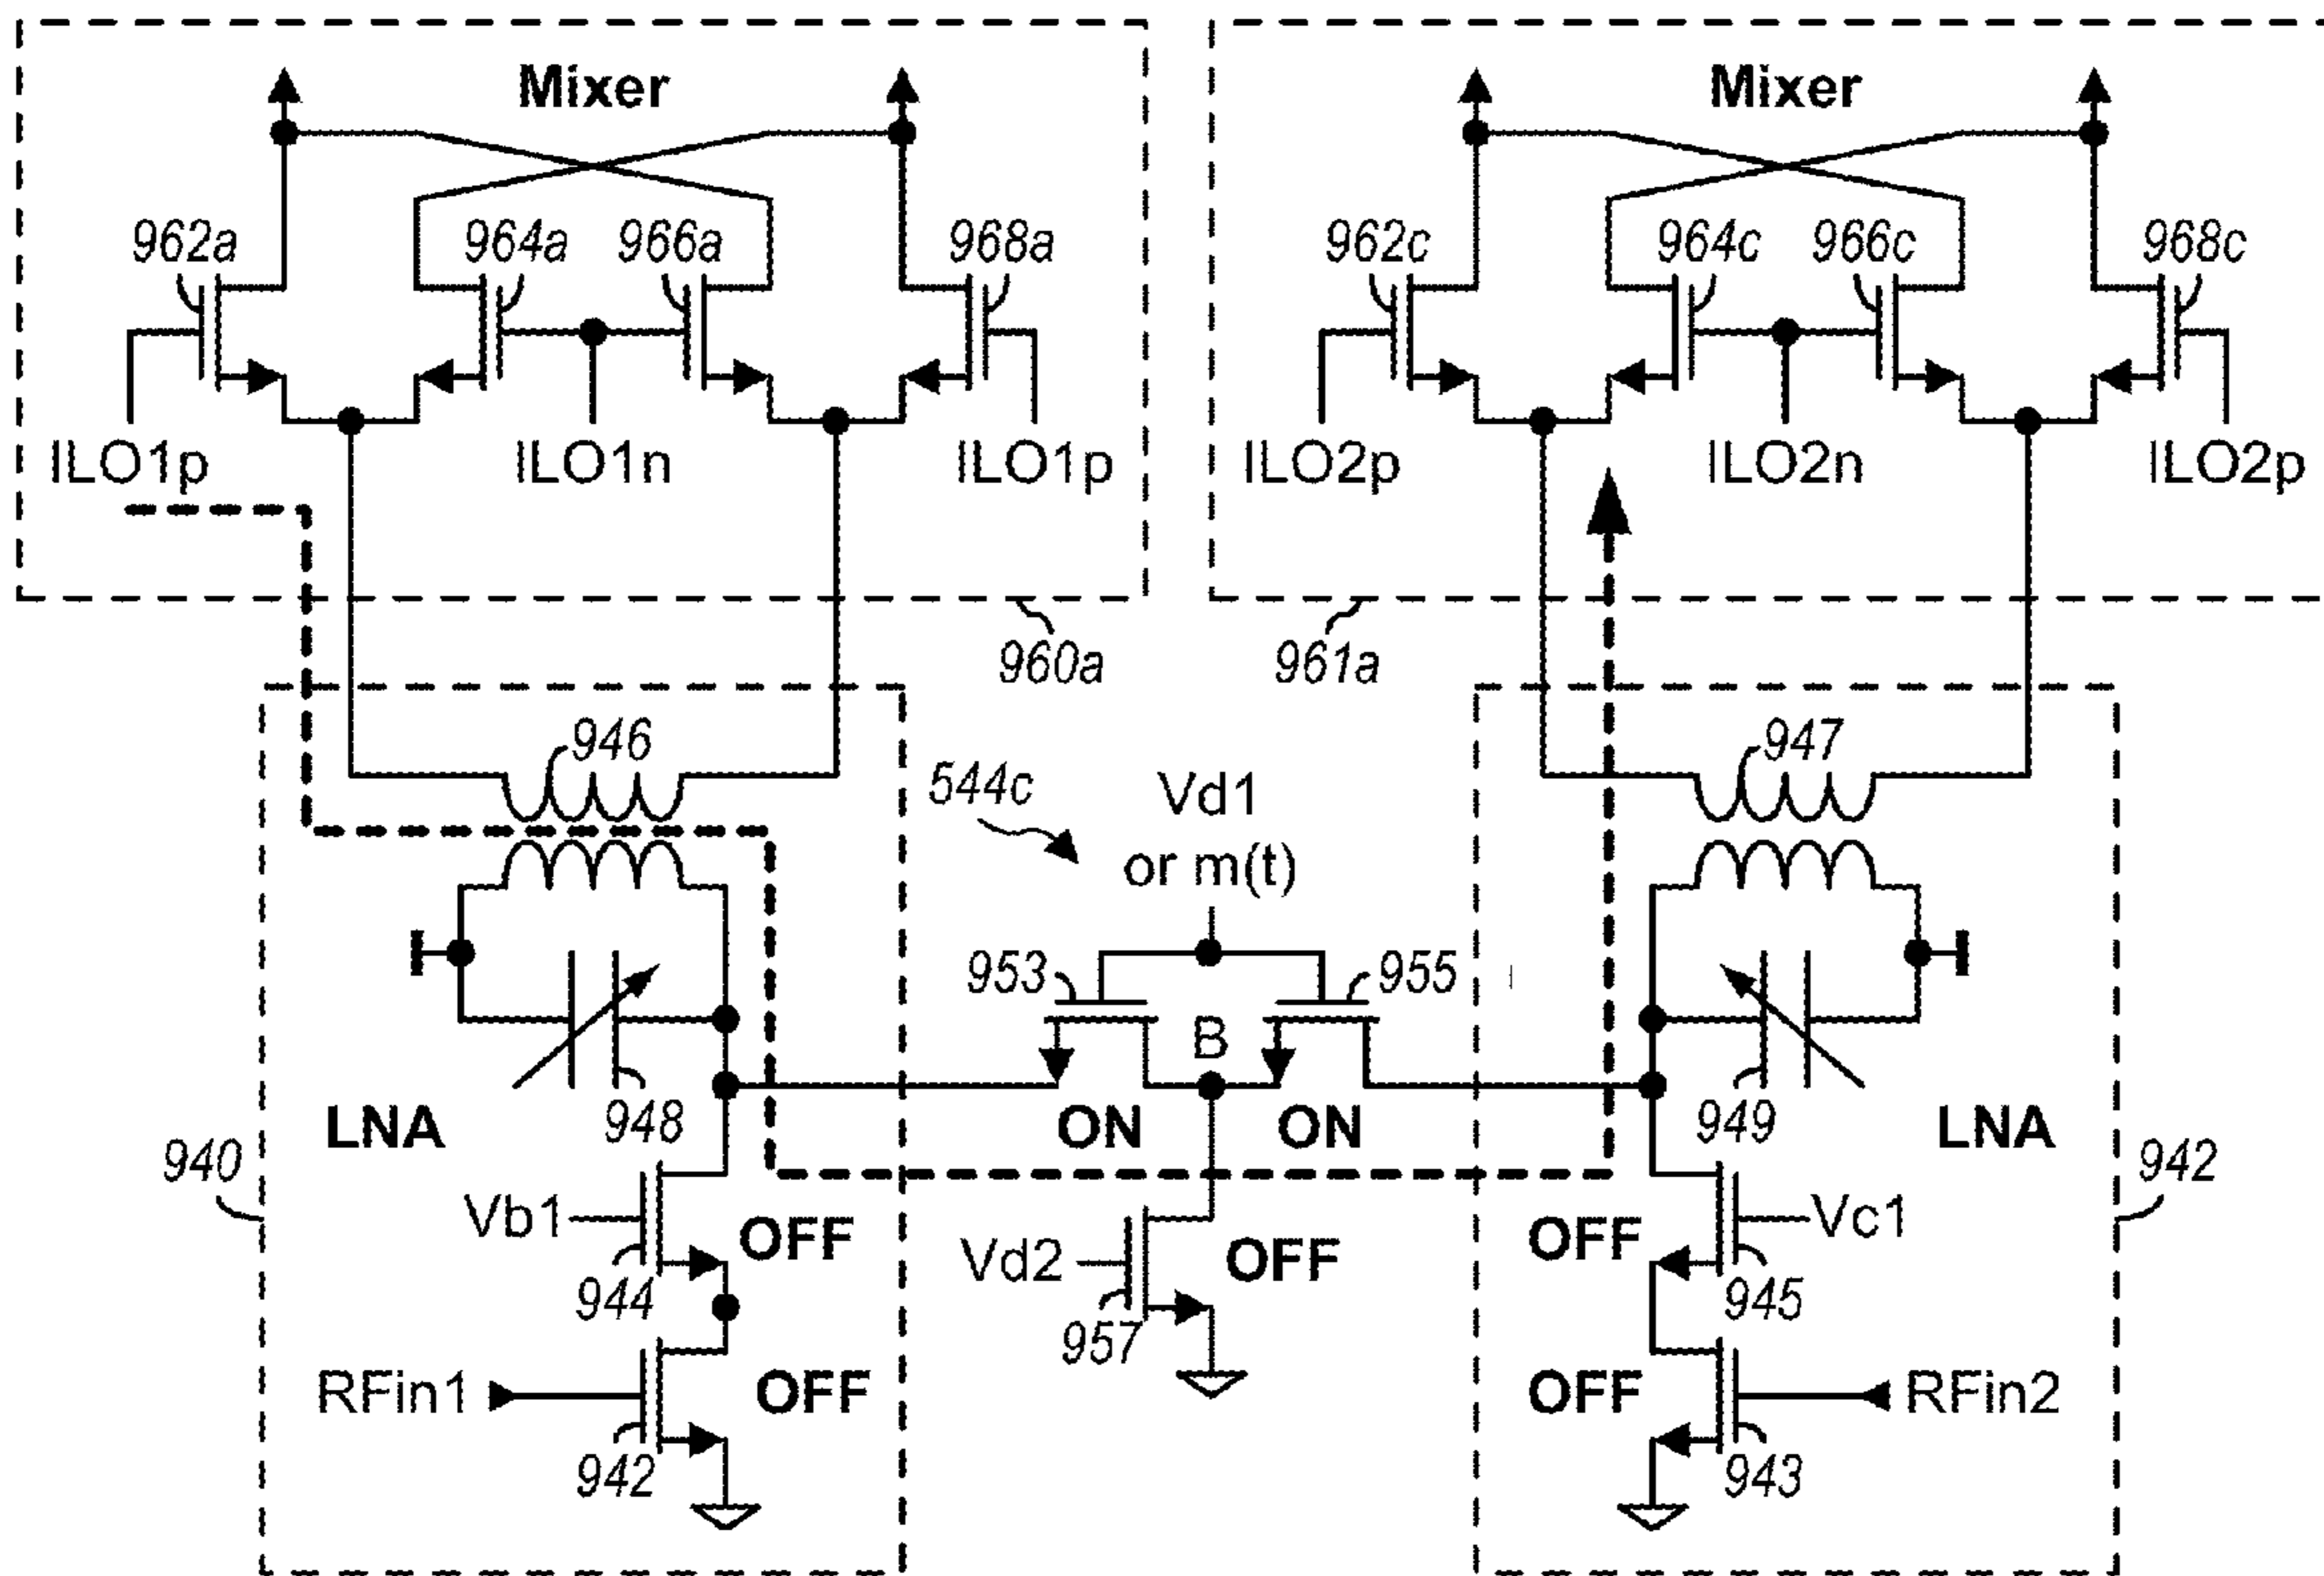 Mixer
Mixer
962a
964a
966a
968a
962c
964c
966c
968c
ILO1p
ILO1n
ILO1p
ILO2p
ILO2n
ILO2p
960a
961a
946
947
544c
Vd1
or m(t)
953
955
B
948
949
LNA
ON
ON
LNA
940
942
Vb1
OFF
Vd2
OFF
OFF
Vc1
944
945
957
RFin1
OFF
OFF
RFin2
942
943